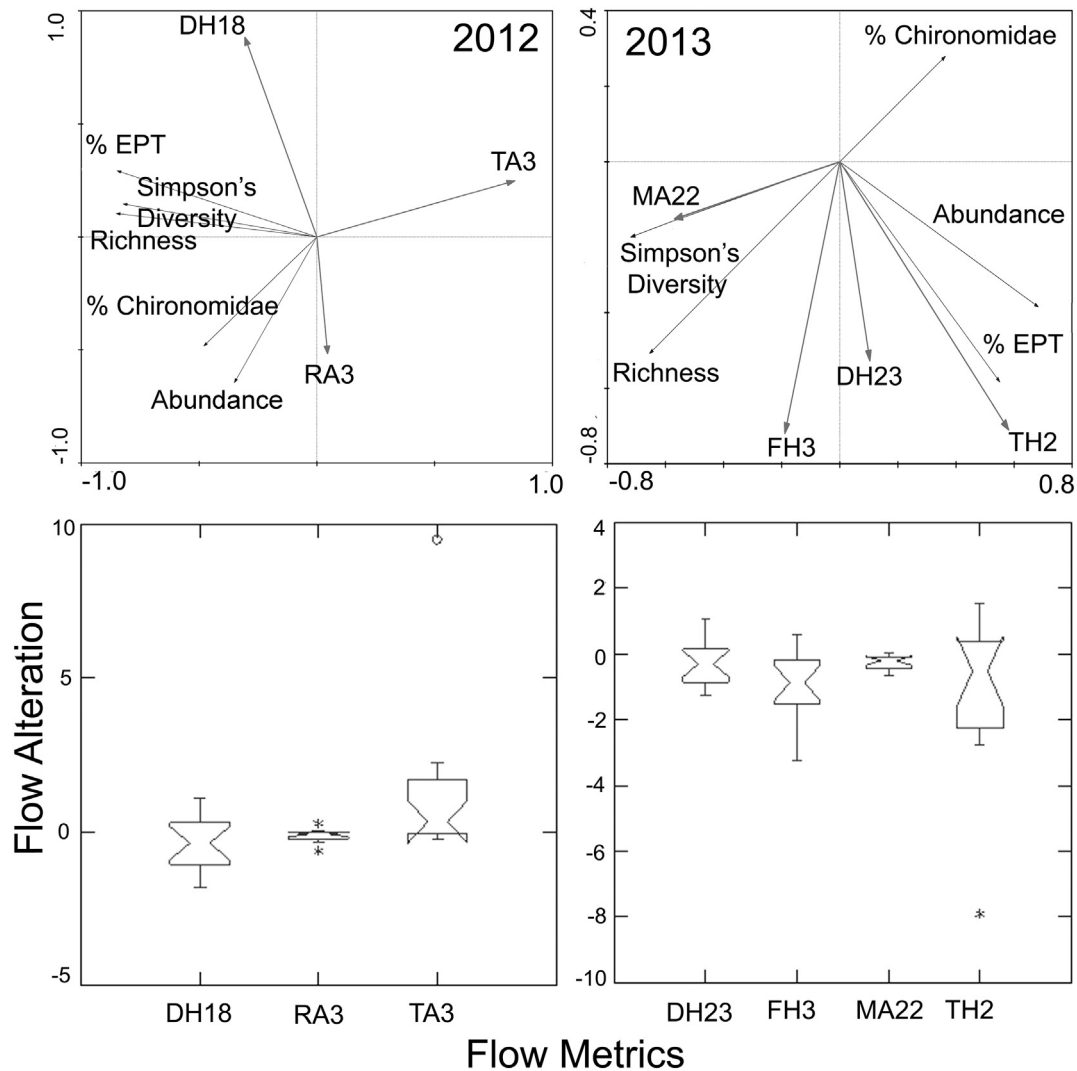 1.0
DH18
2012
% EPT
Simpson's
Diversity
Richness
TA3
% Chironomidae
RA3
Abundance
-1.0
-1.0
1.0
0.4
2013
% Chironomidae
MA22
Abundance
Simpson's
Diversity
% EPT
Richness
DH23
FH3
TH2
-0.8
-0.8
0.8
Flow Alteration
10
5
0
-5
DH18
RA3
TA3
4
2
0
-2
-4
-6
-8
-10
DH23
FH3
MA22
TH2
Flow Metrics